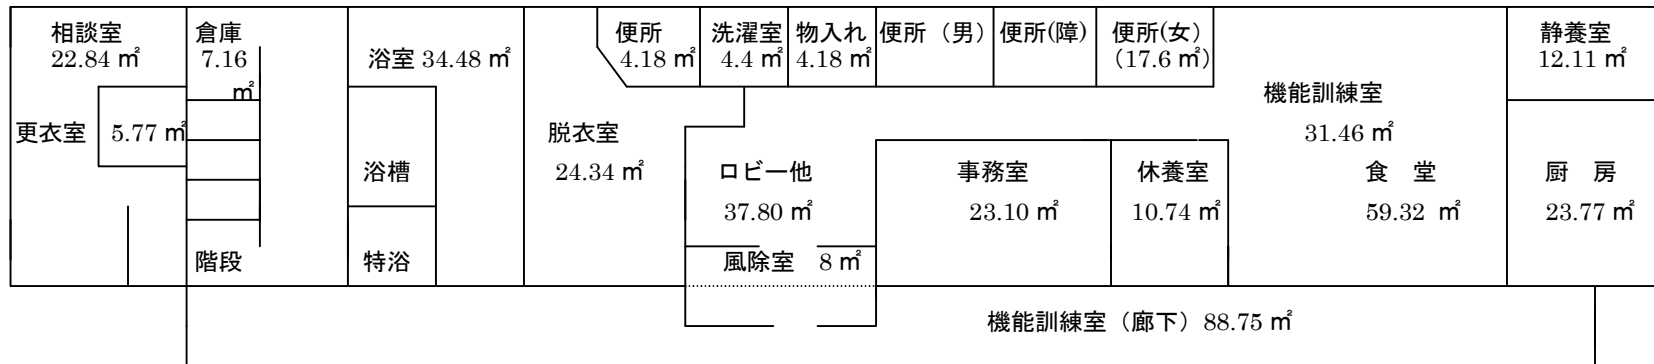 相談室
22.84 ㎡
倉庫
7.16
㎡
浴室 34.48 ㎡
便所
4.18 ㎡
洗濯室
4.4 ㎡
物入れ
4.18 ㎡
便所（男）
便所(障)
便所(女）
（17.6 ㎡）
静養室
12.11 ㎡
機能訓練室
31.46 ㎡
更衣室 5.77 ㎡
脱衣室
24.34 ㎡
浴槽
ロビー他
37.80 ㎡
事務室
23.10 ㎡
休養室
10.74 ㎡
食　堂
59.32 ㎡
厨　房
23.77 ㎡
階段
特浴
風除室　8 ㎡
機能訓練室（廊下）88.75 ㎡